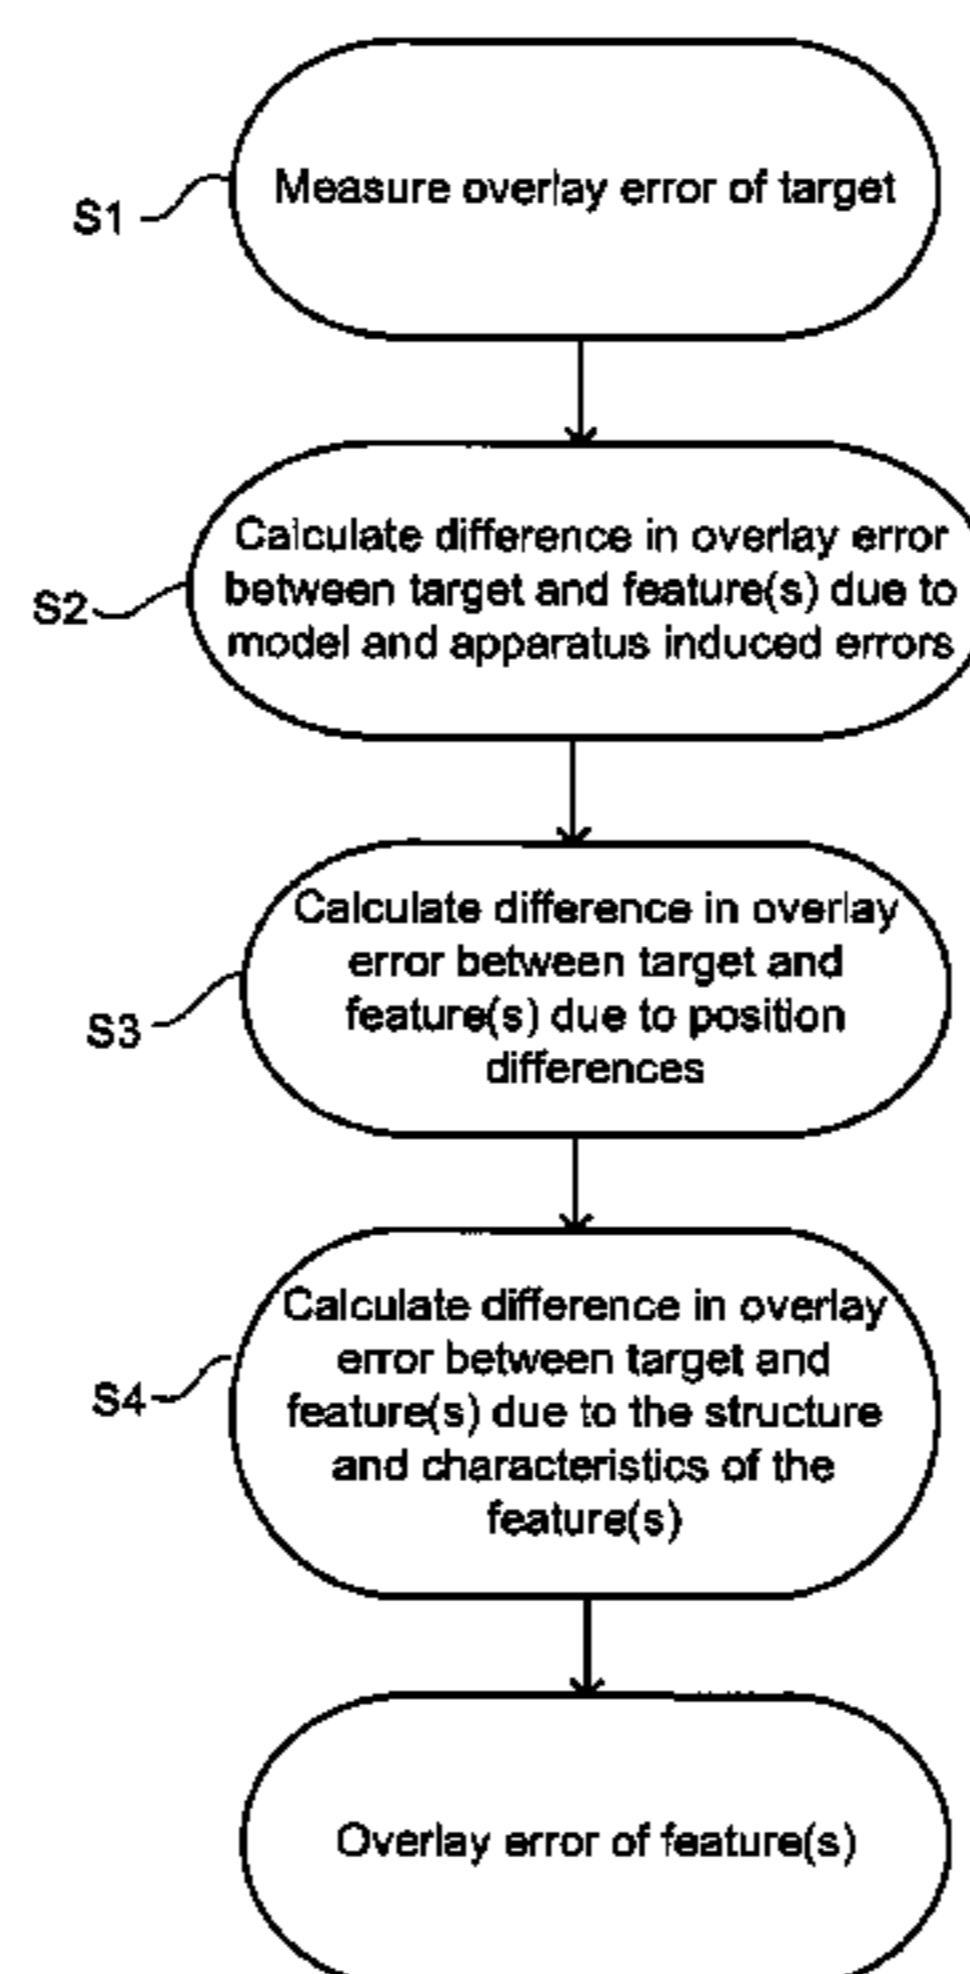 S1
Measure overlay error of target
S2
Calculate difference in overlay error
between target and feature(s) due to
model and apparatus induced errors
S3
Calculate difference in overlay
error between target and
feature(s) due to position
differences
S4
Calculate difference in overlay
error between target and
feature(s) due to the structure
and characteristics of the
feature(s)
Overlay error of feature(s)